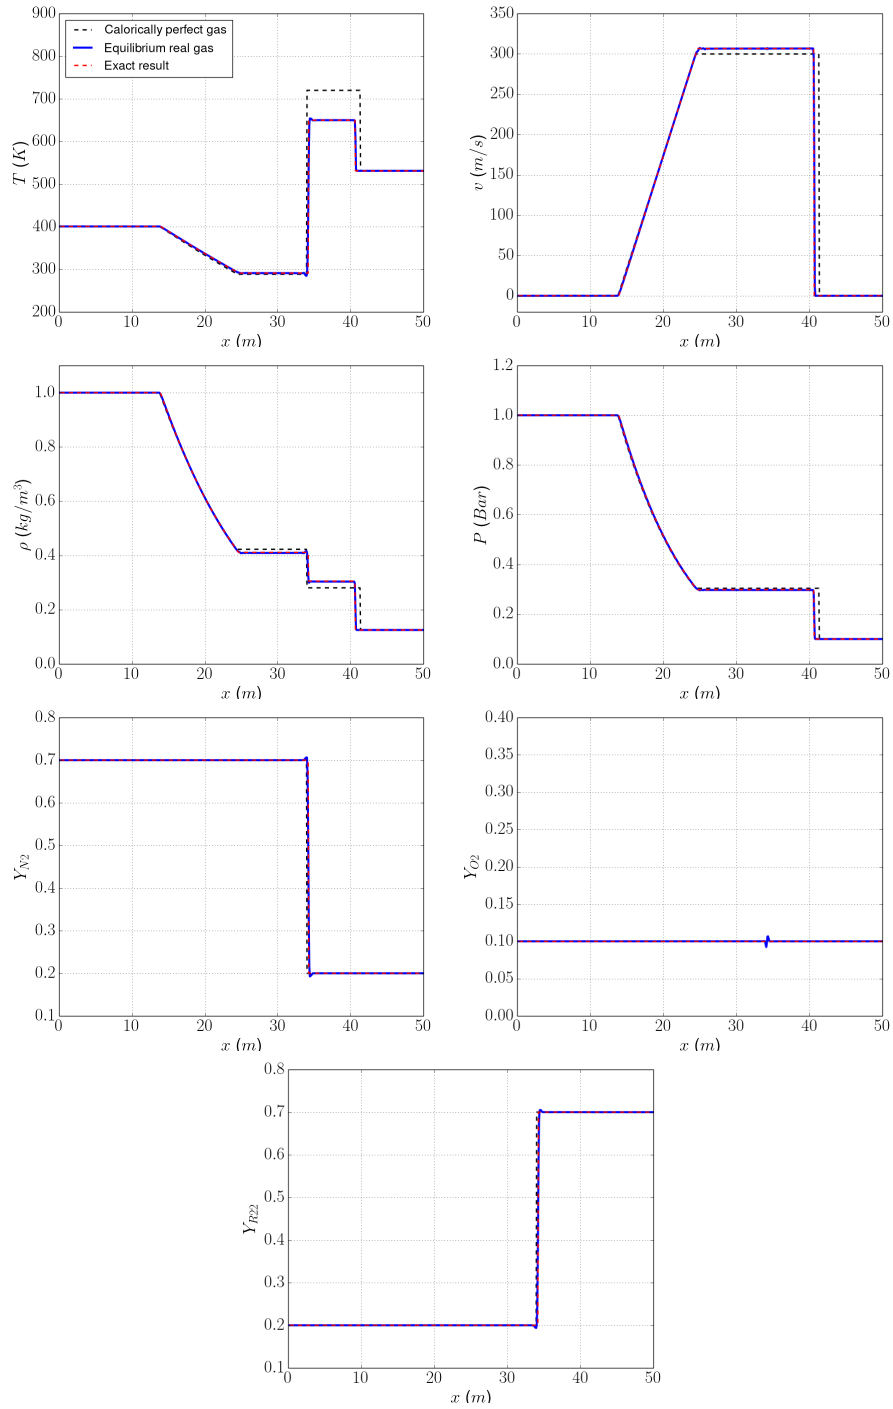 900
800
700
600
500
400
300
200
T (K)
Calorically perfect gas
Equilibrium real gas
Exact result
0 10 20 30 40 50
x (m)
350
300
250
200
150
100
50
0
v (m/s)
0 10 20 30 40 50
x (m)
1.0
0.8
0.6
0.4
0.2
0.0
ρ (kg/m³)
0 10 20 30 40 50
x (m)
1.2
1.0
0.8
0.6
0.4
0.2
0.0
P (Bar)
0 10 20 30 40 50
x (m)
0.8
0.7
0.6
0.5
0.4
0.3
0.2
0.1
Y_{N2}
0 10 20 30 40 50
x (m)
0.40
0.35
0.30
0.25
0.20
0.15
0.10
0.05
0.00
Y_{O2}
0 10 20 30 40 50
x (m)
0.8
0.7
0.6
0.5
0.4
0.3
0.2
0.1
Y_{R22}
0 10 20 30 40 50
x (m)